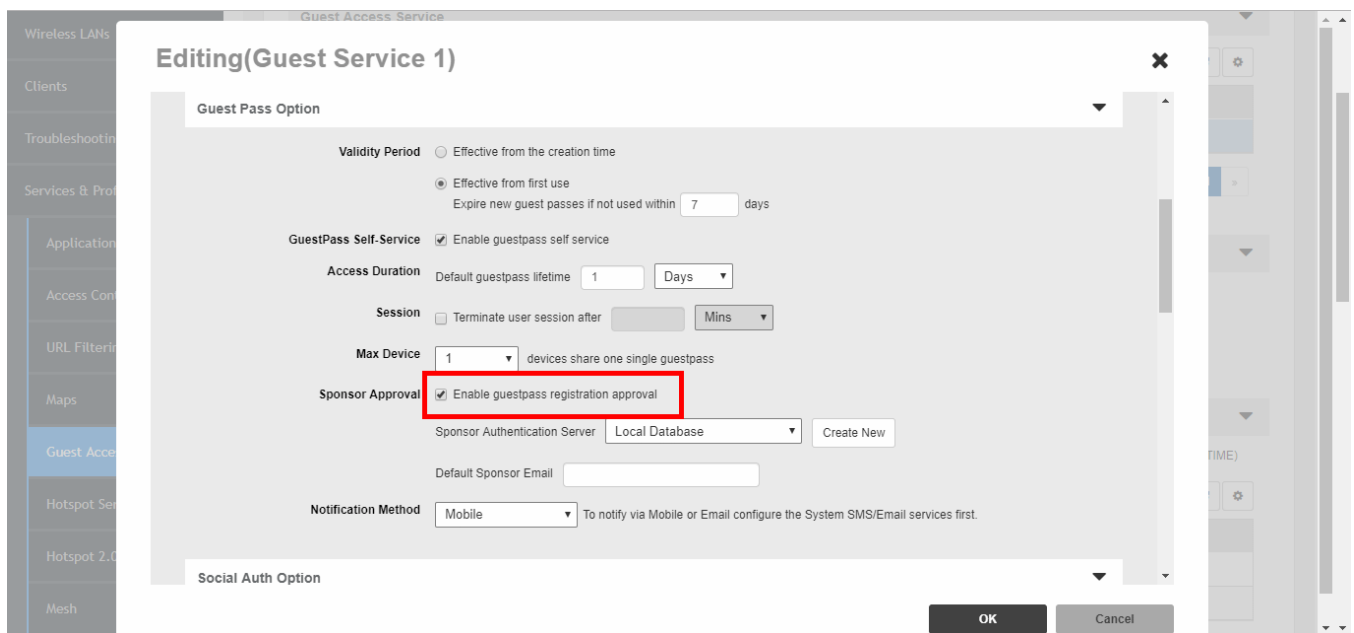 Guest Access Service
Wireless LANs
Editing(Guest Service 1)
Clients
Guest Pass Option
Troubleshootin
Validity Period Effective from the creation time
Effective from first use
Services & Prof
Expire new guest passes if not used within 7 days
GuestPass Self-Service Enable guestpass self service
Application
Access Duration Default guestpass lifetime 1 Days
Access Cont
Session Terminate user session after Mins
URL Filterin
Max Device 1 devices share one single guestpass
Sponsor Approval Enable guestpass registration approval
Maps
Sponsor Authentication Server Local Database Create New
Guest Acce
TIME)
Default Sponsor Email
Hotspot Ser
Notification Method Mobile To notify via Mobile or Email configure the System SMS/Email services first.
Hotspot 2.0
Social Auth Option
Mesh
OK Cancel